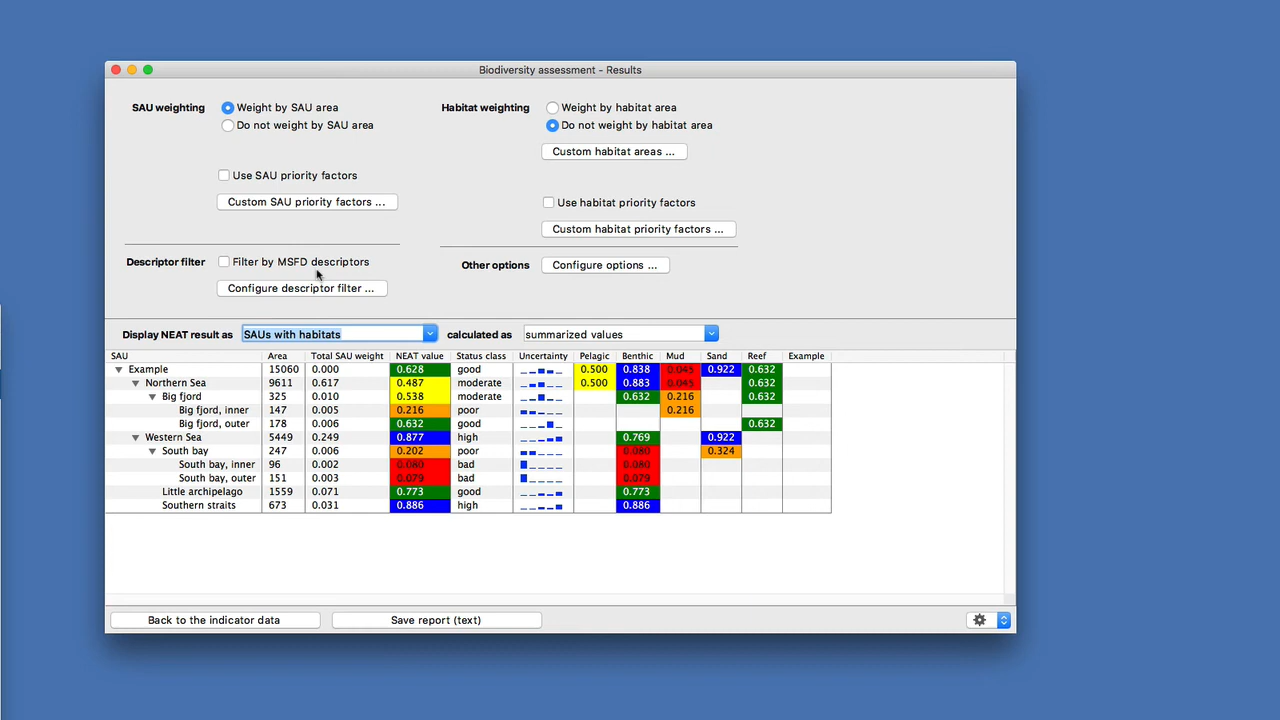 Biodiversity assessment - Results
SAU weighting Weight by SAU area Habitat weighting Weight by habitat area
Do not weight by SAU area Do not weight by habitat area
Custom habitat areas ...
Use SAU priority factors
Custom SAU priority factors ... Use habitat priority factors
Custom habitat priority factors ...
Descriptor filter Filter by MSFD descriptors Other options Configure options ...
Configure descriptor filter ...
Display NEAT result as SAUs with habitats calculated as summarized values
SAU Area Total SAU weight NEAT value Status class Uncertainty Pelagic Benthic Mud Sand Reef Example
Example 15060 0.000 0.628 good 0.500 0.838 0.045 0.922 0.632
Northern Sea 9611 0.617 0.487 moderate 0.500 0.883 0.045 0.632
Big fjord 325 0.010 0.538 moderate 0.632 0.216 0.632
Big fjord, inner 147 0.005 0.216 poor 0.216
Big fjord, outer 178 0.006 0.632 good 0.632
Western Sea 5449 0.249 0.877 high 0.769 0.922
South bay 247 0.006 0.202 poor 0.080 0.324
South bay, inner 96 0.002 0.080 bad 0.080
South bay, outer 151 0.003 0.079 bad 0.079
Little archipelago 1559 0.071 0.773 good 0.773
Southern straits 673 0.031 0.886 high 0.886
Back to the indicator data Save report (text)